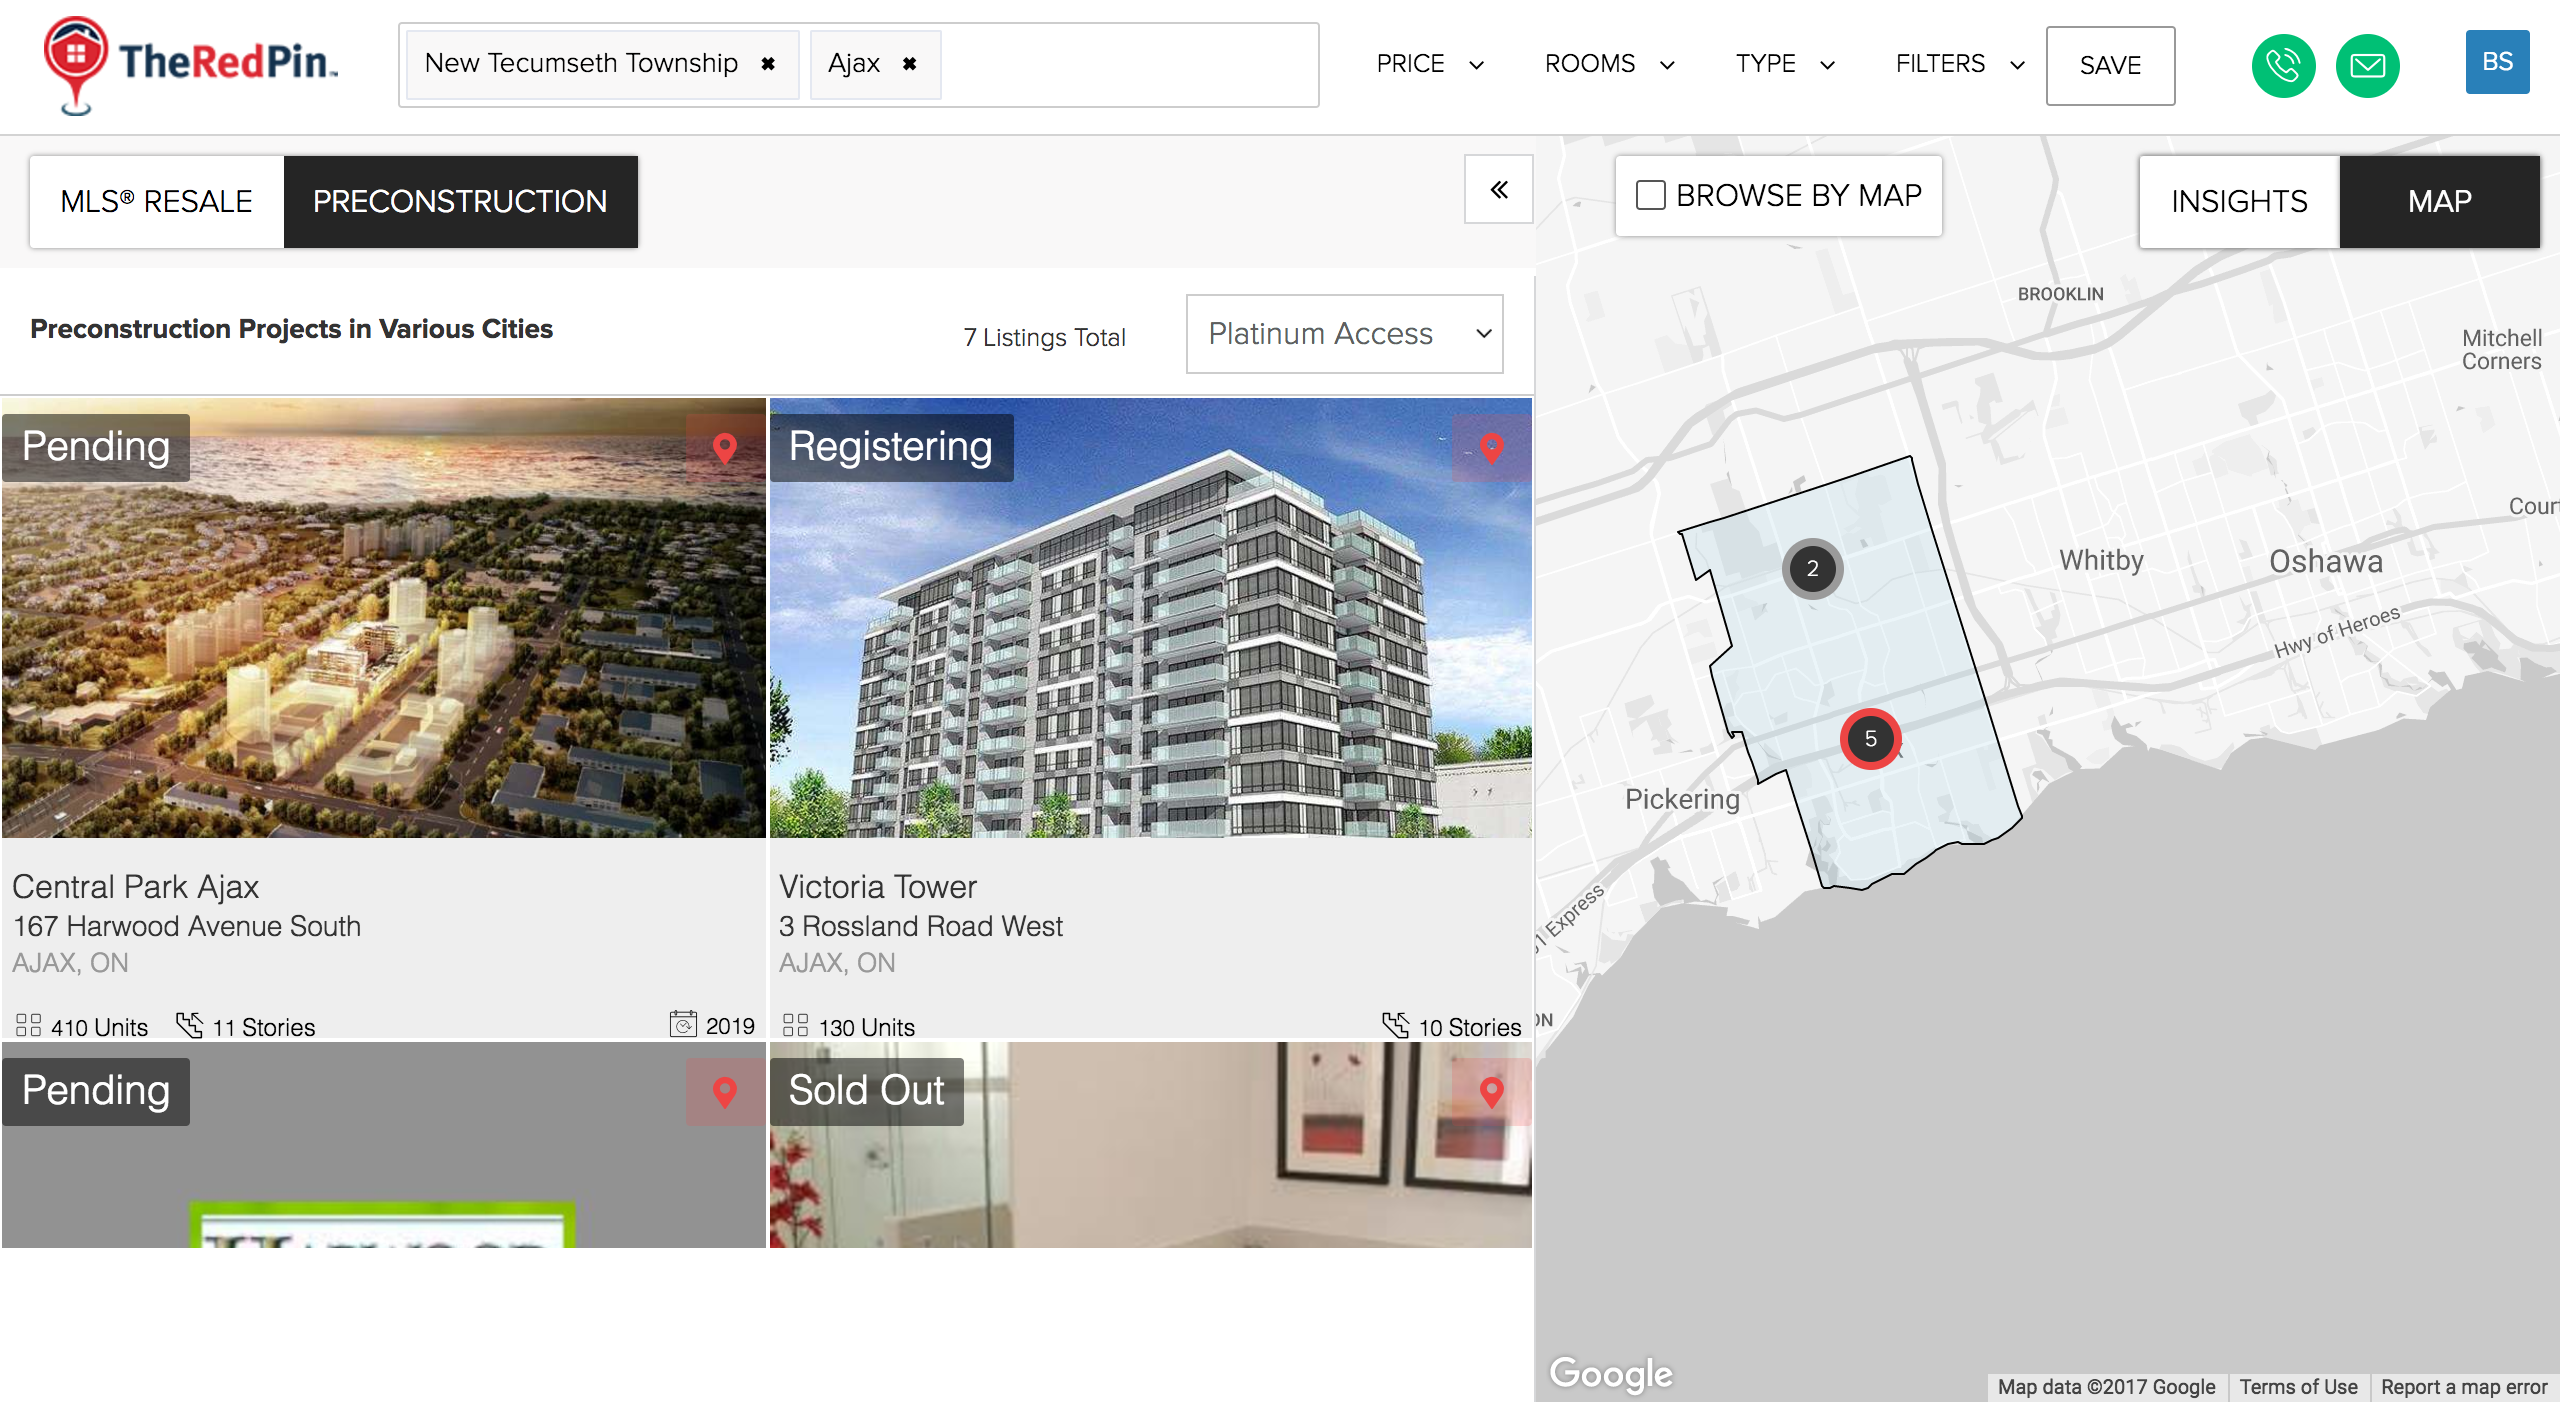 TheRedPin™
New Tecumseth Township ✖ Ajax ✖
PRICE ROOMS TYPE FILTERS SAVE
BS
MLS® RESALE PRECONSTRUCTION
BROWSE BY MAP
INSIGHTS MAP
Preconstruction Projects in Various Cities
7 Listings Total
Platinum Access
Pending
Registering
Central Park Ajax
167 Harwood Avenue South
AJAX, ON
410 Units 11 Stories 2019
Victoria Tower
3 Rossland Road West
AJAX, ON
130 Units 10 Stories
Pending
Sold Out
BROOKLIN
Mitchell
Corners
Court
Whitby
Oshawa
Hwy of Heroes
2
5
Pickering
1 Express
ON
Google
Map data ©2017 Google Terms of Use Report a map error